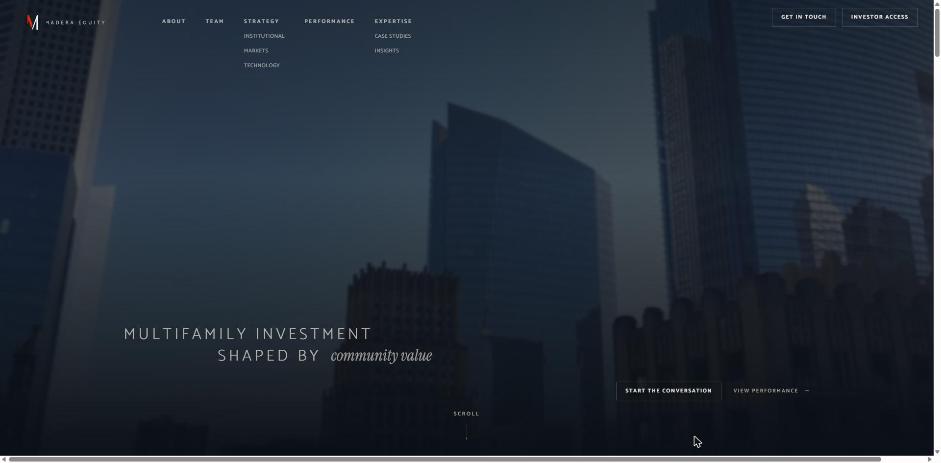 MADERA EQUITY
ABOUT
TEAM
STRATEGY
INSTITUTIONAL
MARKETS
TECHNOLOGY
PERFORMANCE
EXPERTISE
CASE STUDIES
INSIGHTS
GET IN TOUCH
INVESTOR ACCESS
MULTIFAMILY INVESTMENT
SHAPED BY community value
START THE CONVERSATION
VIEW PERFORMANCE
SCROLL